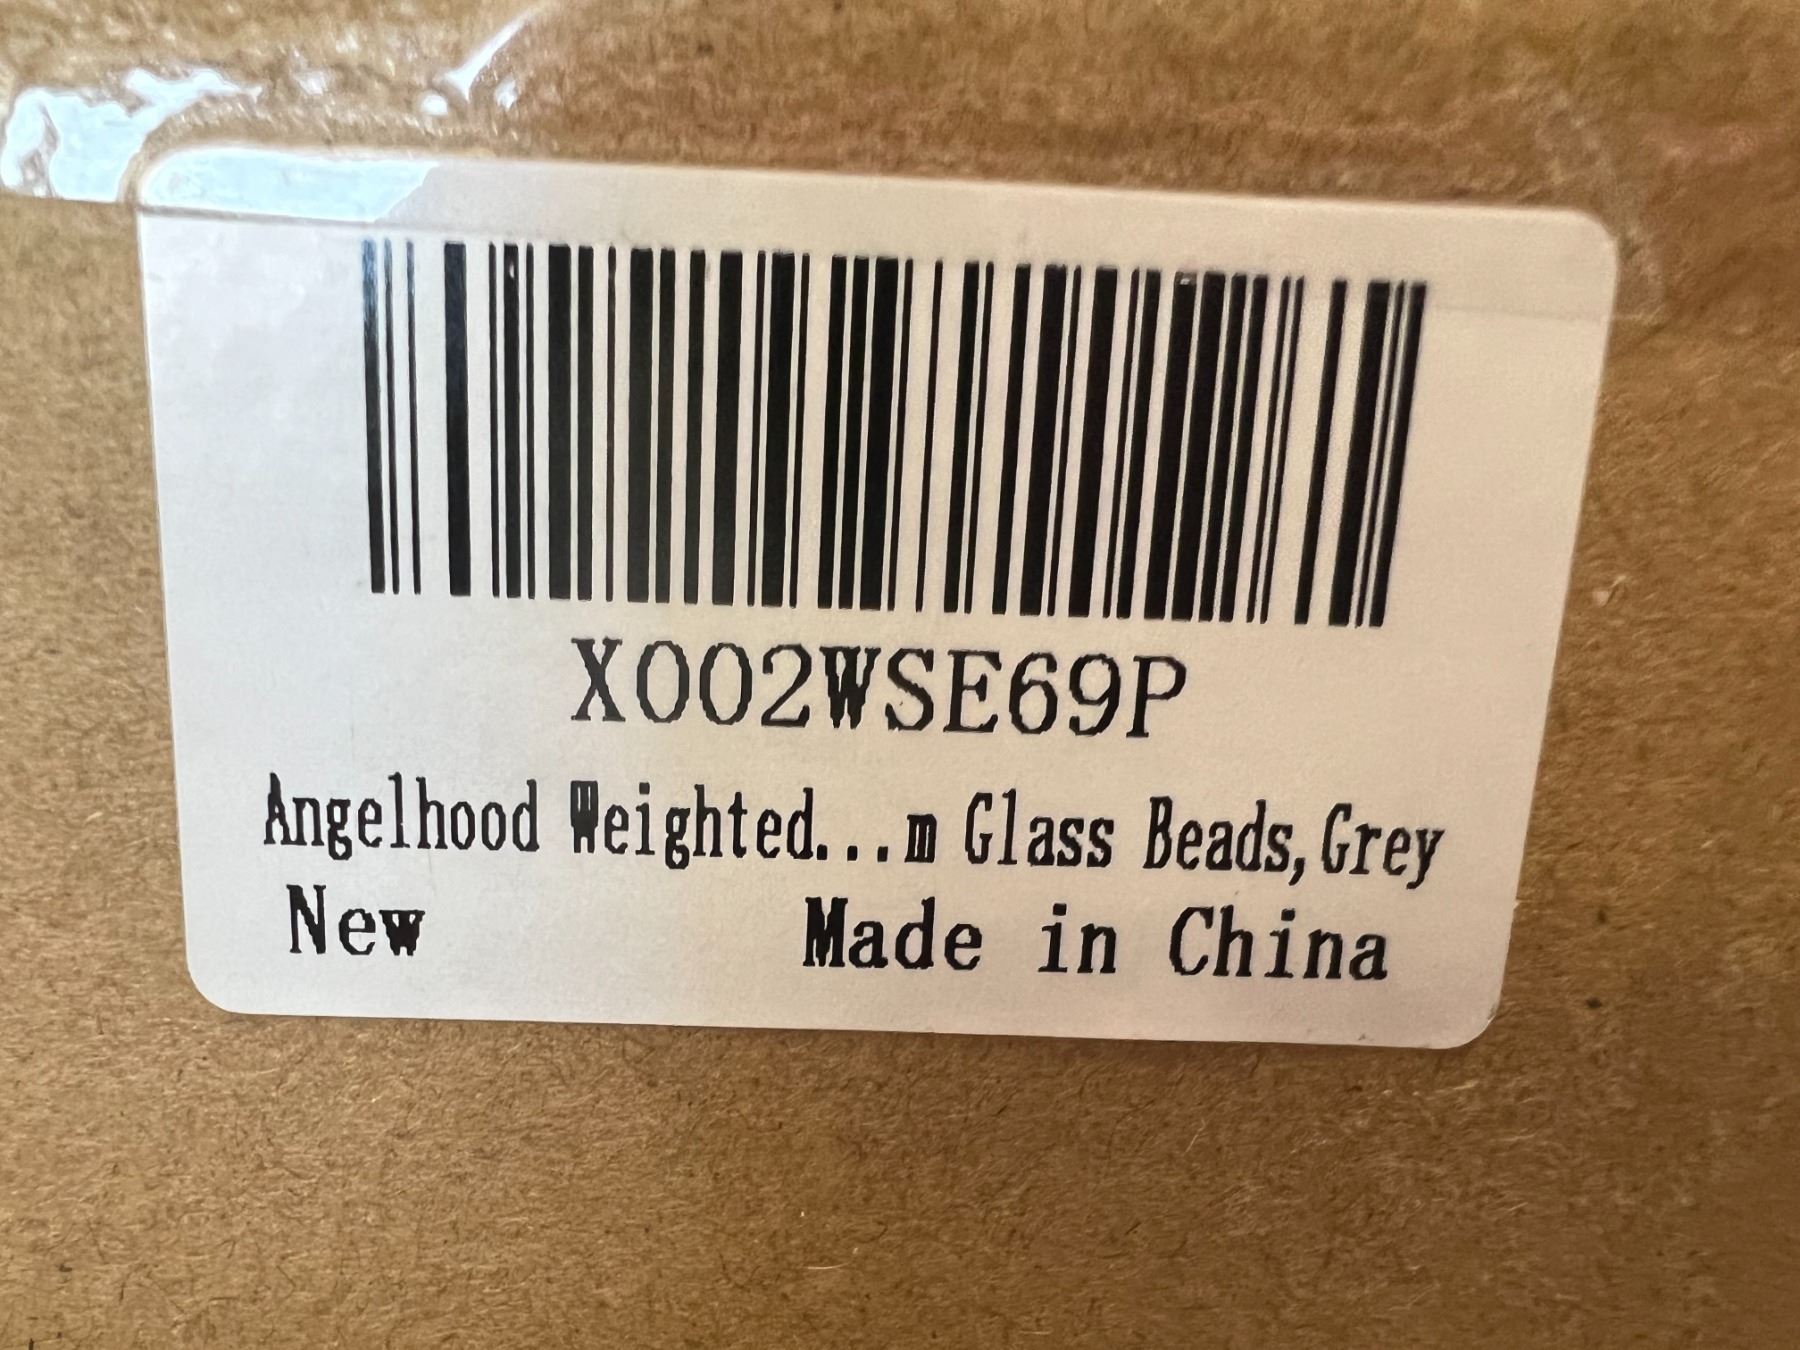 X002WSE69P
Angelhood Weighted...m Glass Beads,Grey
New Made in China